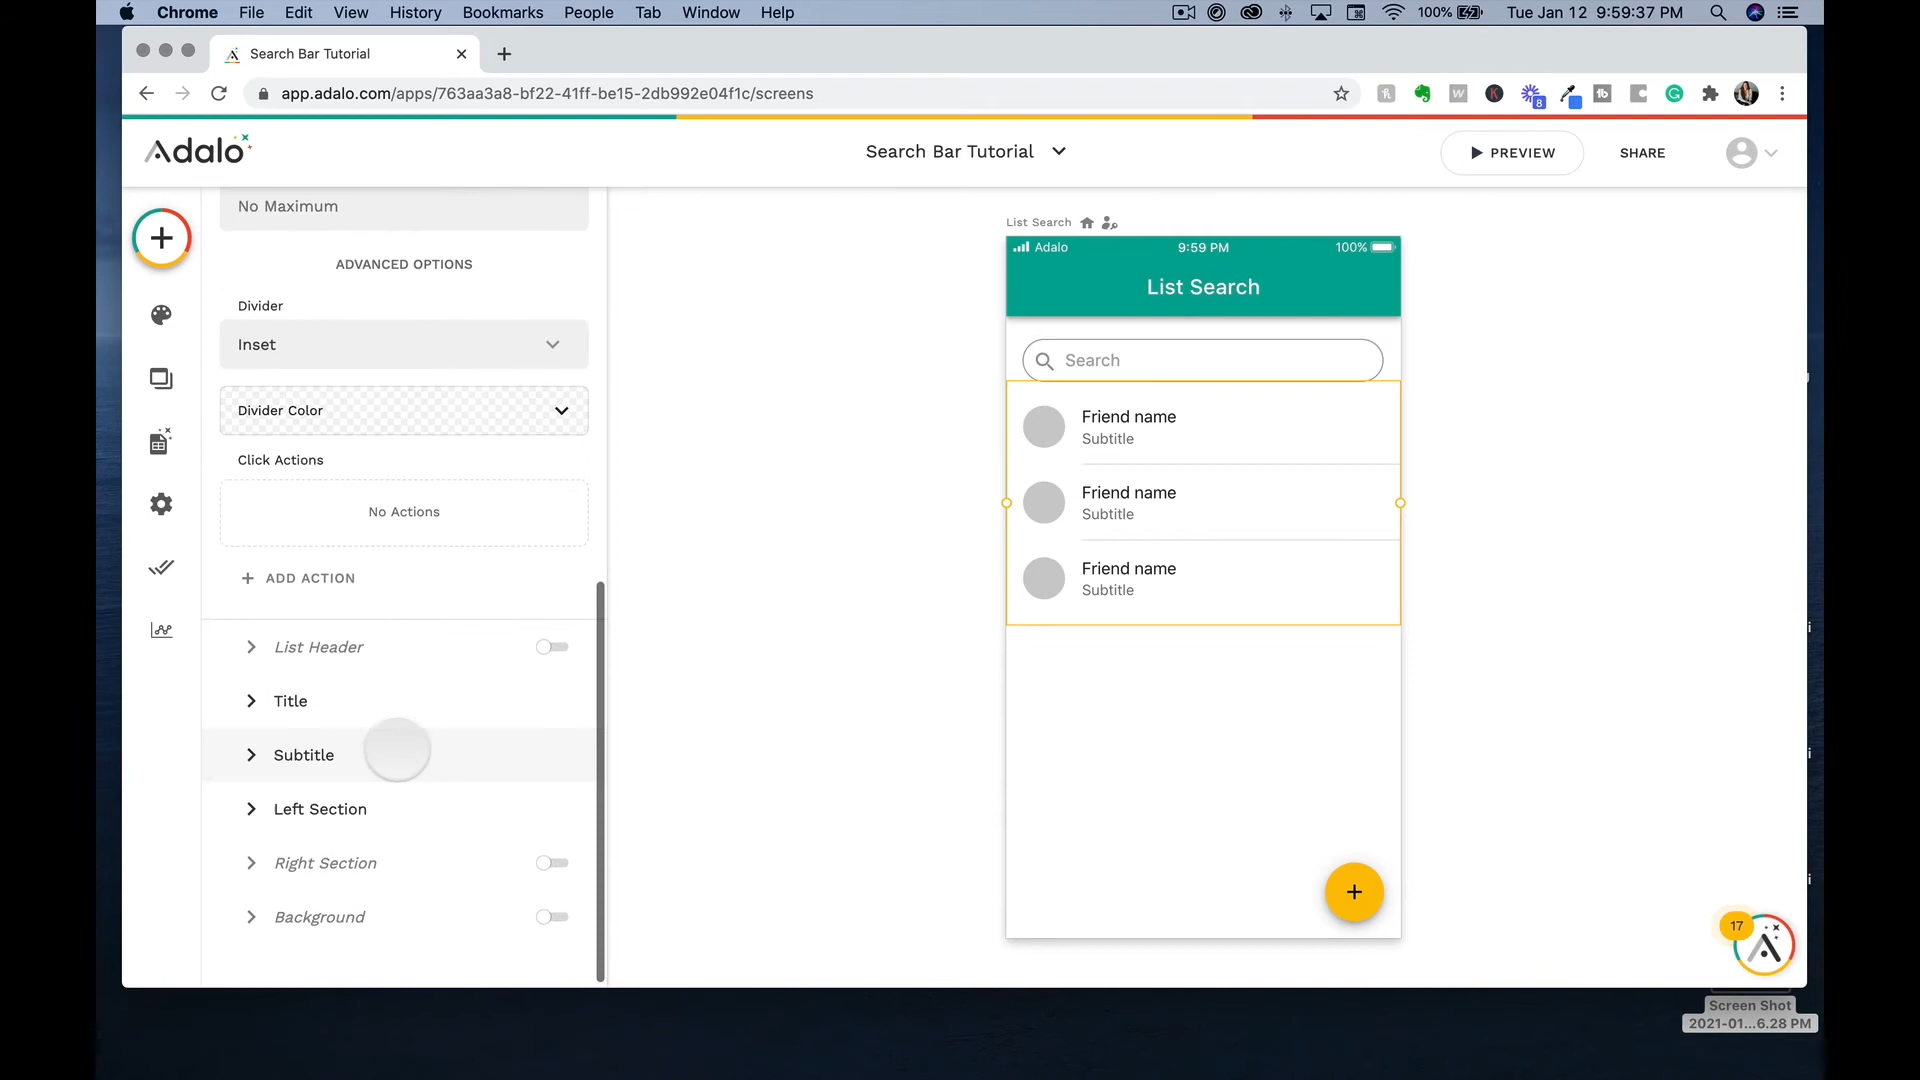 Chrome File Edit View History Bookmarks People Tab Window Help 100% Tue Jan 12 9:59:37 PM
Search Bar Tutorial
app.adalo.com/apps/763aa3a8-bf22-41ff-be15-2db992e04f1c/screens
8
Adalo
Search Bar Tutorial
PREVIEW
SHARE
No Maximum
ADVANCED OPTIONS
Divider
Inset
Divider Color
Click Actions
No Actions
ADD ACTION
List Header
Title
Subtitle
Left Section
Right Section
Background
List Search
Adalo 9:59 PM 100%
List Search
Search
Friend name
Subtitle
Friend name
Subtitle
Friend name
Subtitle
17
Screen Shot
2021-01...6.28 PM